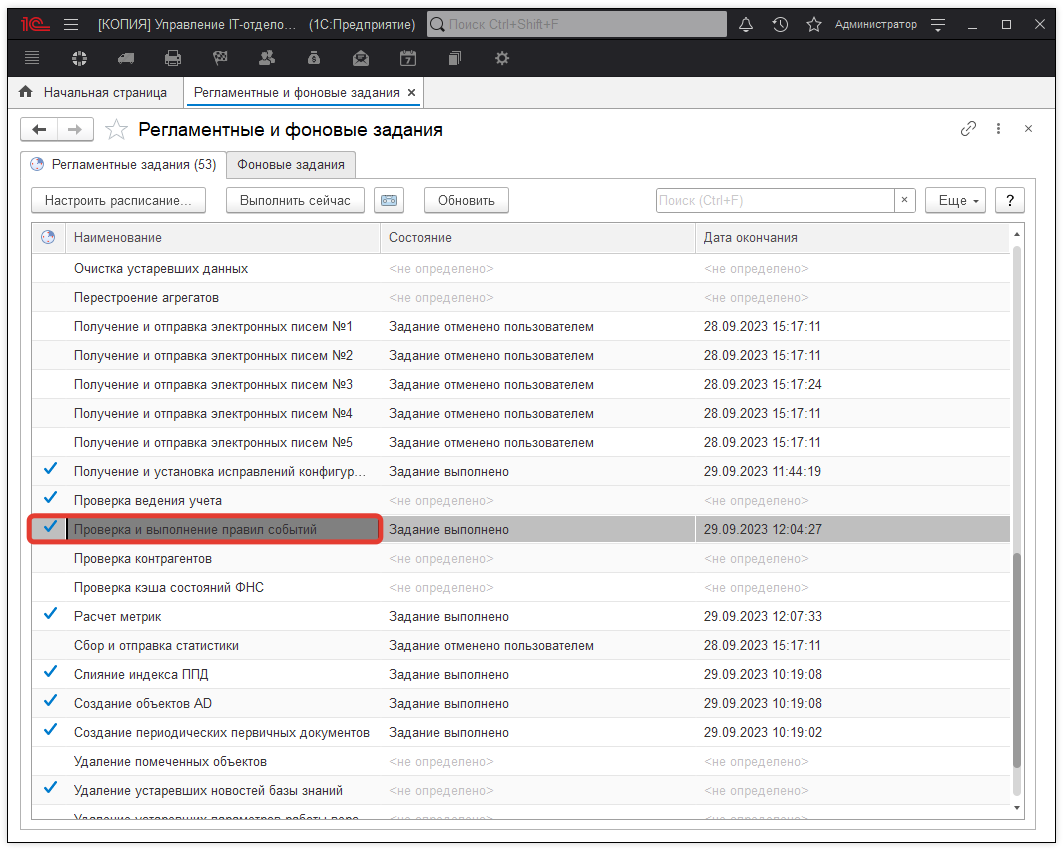 1С [КОПИЯ] Управление IT-отдело... (1С:Предприятие) Поиск Ctrl+Shift+F Администратор
7
Начальная страница Регламентные и фоновые задания ×
Регламентные и фоновые задания
Регламентные задания (53) Фоновые задания
Настроить расписание... Выполнить сейчас Обновить Поиск (Ctrl+F) × Еще ?
Наименование Состояние Дата окончания
Очистка устаревших данных <не определено> <не определено>
Перестроение агрегатов <не определено> <не определено>
Получение и отправка электронных писем №1 Задание отменено пользователем 28.09.2023 15:17:11
Получение и отправка электронных писем №2 Задание отменено пользователем 28.09.2023 15:17:11
Получение и отправка электронных писем №3 Задание отменено пользователем 28.09.2023 15:17:24
Получение и отправка электронных писем №4 Задание отменено пользователем 28.09.2023 15:17:11
Получение и отправка электронных писем №5 Задание отменено пользователем 28.09.2023 15:17:11
Получение и установка исправлений конфигур... Задание выполнено 29.09.2023 11:44:19
Проверка ведения учета <не определено> <не определено>
Проверка и выполнение правил событий Задание выполнено 29.09.2023 12:04:27
Проверка контрагентов <не определено> <не определено>
Проверка кэша состояний ФНС <не определено> <не определено>
Расчет метрик Задание выполнено 29.09.2023 12:07:33
Сбор и отправка статистики Задание отменено пользователем 28.09.2023 15:17:11
Слияние индекса ППД Задание выполнено 29.09.2023 10:19:08
Создание объектов AD Задание выполнено 29.09.2023 10:19:08
Создание периодических первичных документов Задание выполнено 29.09.2023 10:19:02
Удаление помеченных объектов <не определено> <не определено>
Удаление устаревших новостей базы знаний <не определено> <не определено>
Удаление устаревших параметров работы <не определено> <не определено>